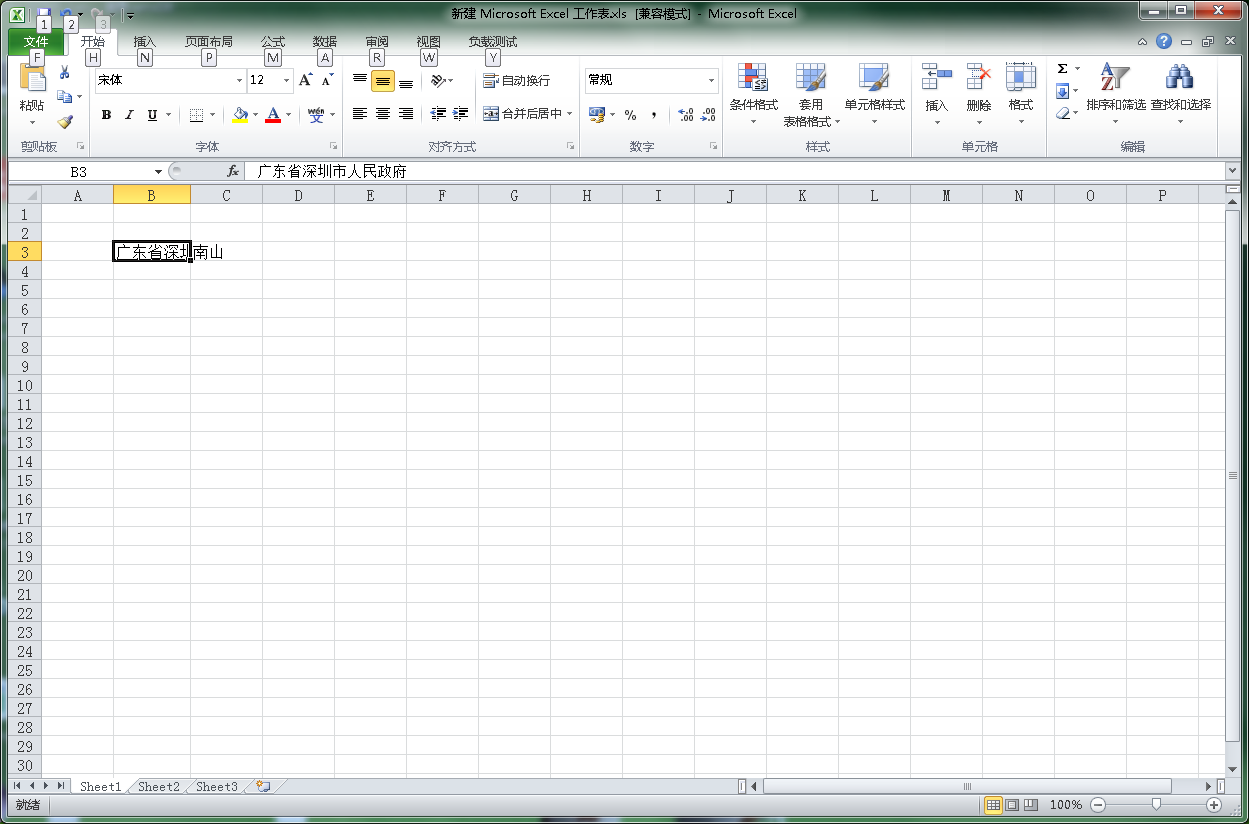 新建 Microsoft Excel 工作表.xls [兼容模式] - Microsoft Excel
1 2 3
文件 开始 插入 页面布局 公式 数据 审阅 视图 负载测试
F H N P M A R W Y
宋体 12 A A 自动换行 常规
粘贴 B I U A wén 文 合并后居中 % , .0 .00 .00 .0 条件格式 套用 表格格式 单元格样式 插入 删除 格式 Σ 排序和筛选 查找和选择
剪贴板 字体 对齐方式 数字 样式 单元格 编辑
B3 fx 广东省深圳市人民政府
A B C D E F G H I J K L M N O P
1
2
3 广东省深圳南山
4
5
6
7
8
9
10
11
12
13
14
15
16
17
18
19
20
21
22
23
24
25
26
27
28
29
30
Sheet1 Sheet2 Sheet3
就绪 100%